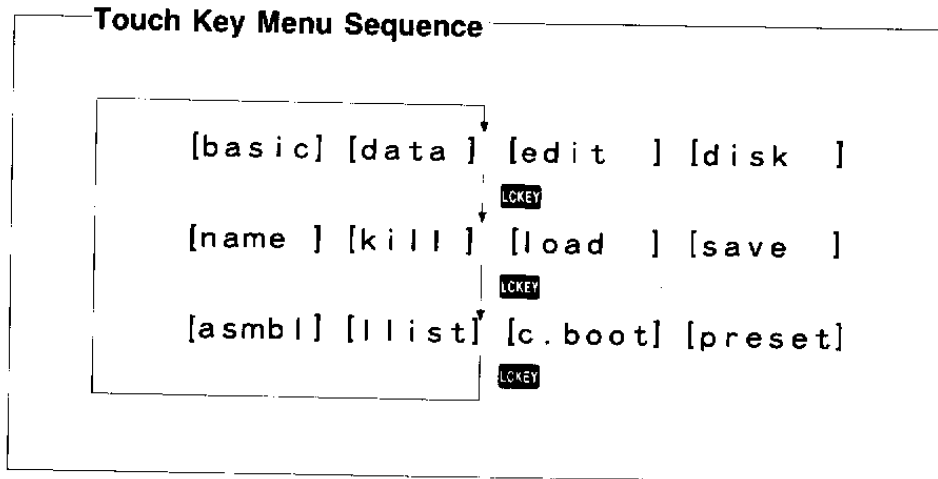 Touch Key Menu Sequence
[basic] [data ] [edit  ] [disk  ]
LCKEY
[name ] [kill ] [load  ] [save  ]
LCKEY
[asmbl] [llist] [c.boot] [preset]
LCKEY